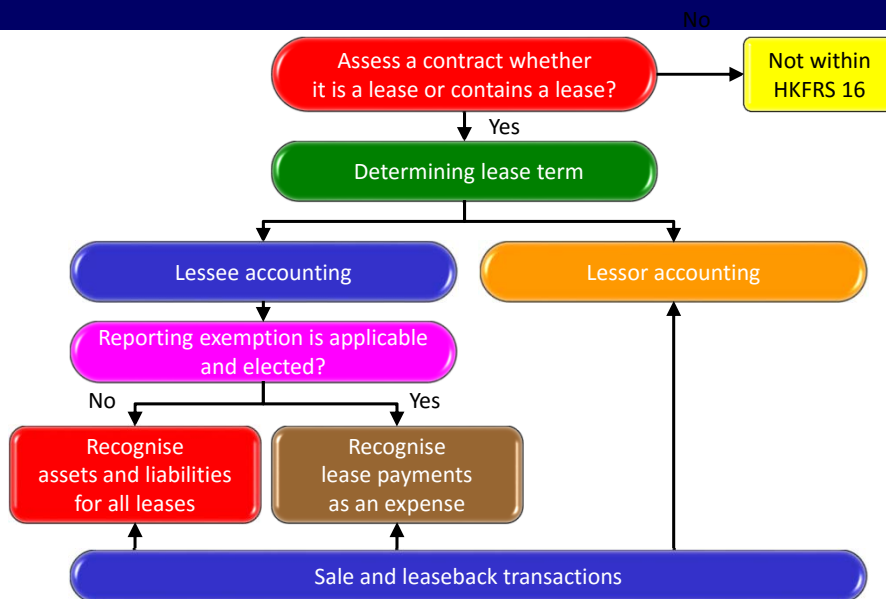 No
Assess a contract whether
it is a lease or contains a lease?
Not within
HKFRS 16
Yes
Determining lease term
Lessee accounting
Lessor accounting
Reporting exemption is applicable
and elected?
No
Yes
Recognise
assets and liabilities
for all leases
Recognise
lease payments
as an expense
Sale and leaseback transactions